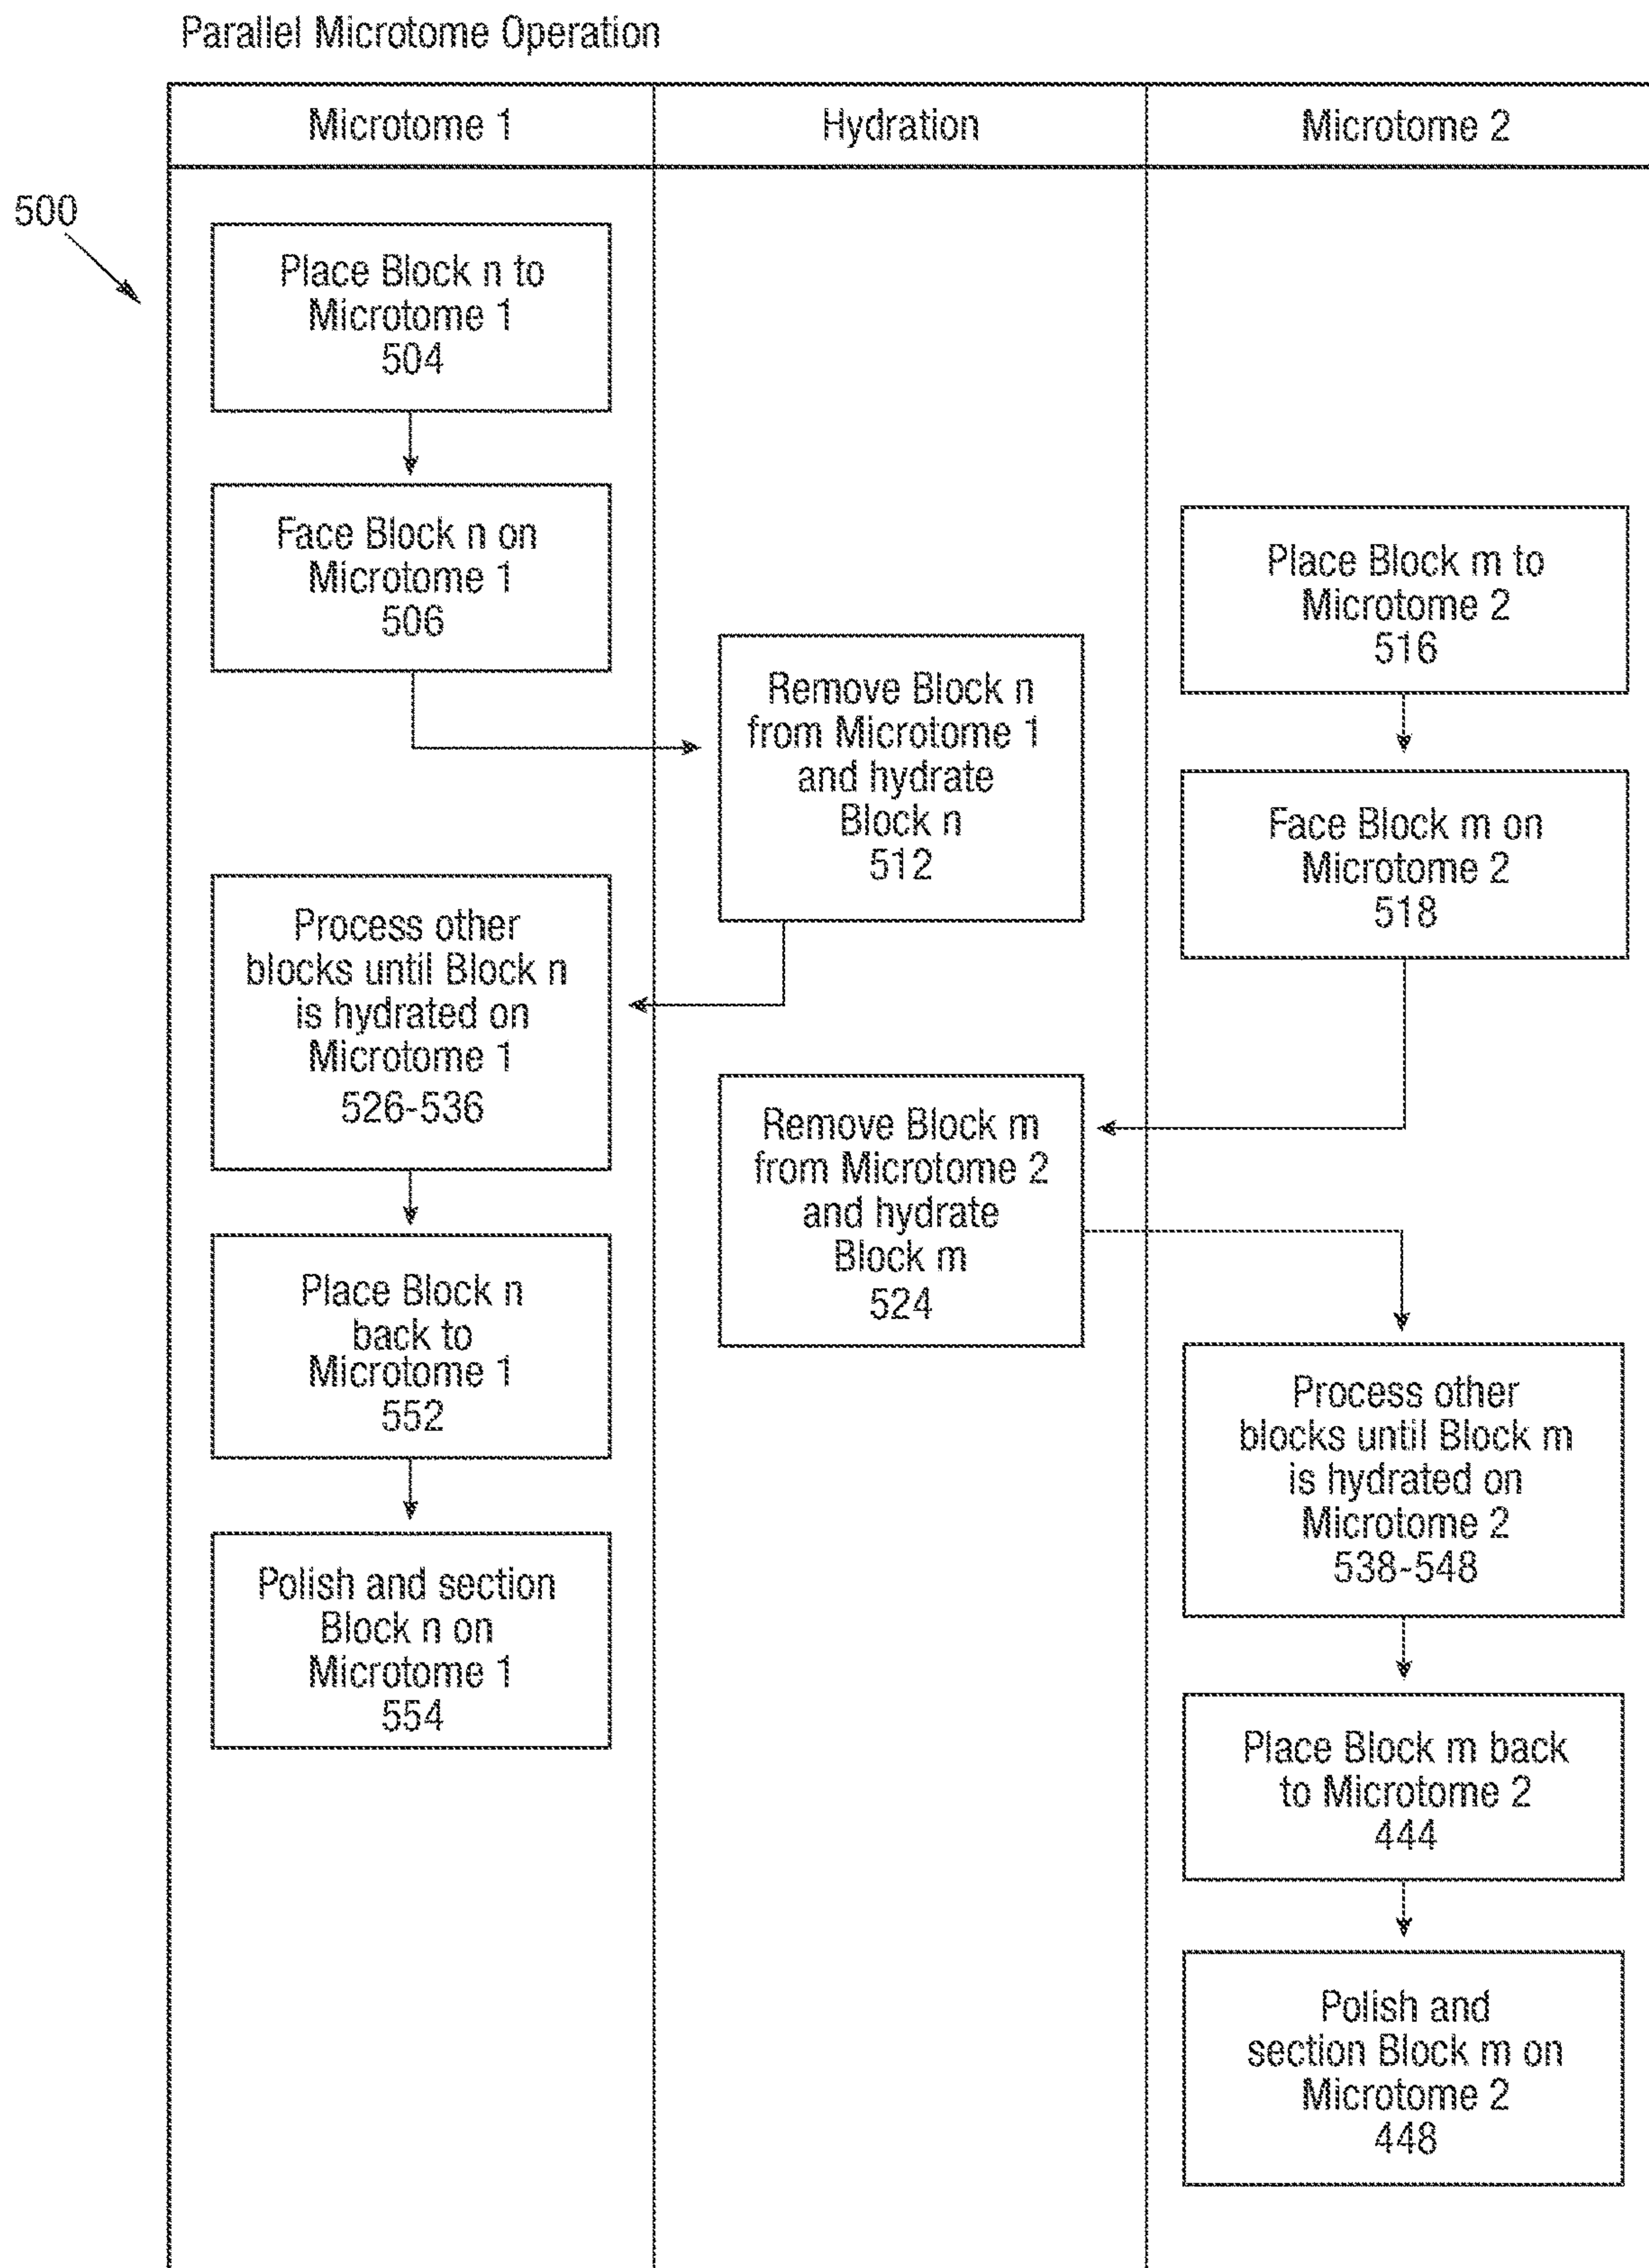 Parallel Microtome Operation
Microtome 1
Hydration
Microtome 2
500
Place Block n to
Microtome 1
504
Face Block n on
Microtome 1
506
Place Block m to
Microtome 2
516
Remove Block n
from Microtome 1
and hydrate
Block n
512
Face Block m on
Microtome 2
518
Process other
blocks until Block n
is hydrated on
Microtome 1
526-536
Remove Block m
from Microtome 2
and hydrate
Block m
524
Place Block n
back to
Microtome 1
552
Process other
blocks until Block m
is hydrated on
Microtome 2
538-548
Polish and section
Block n on
Microtome 1
554
Place Block m back
to Microtome 2
444
Polish and
section Block m on
Microtome 2
448